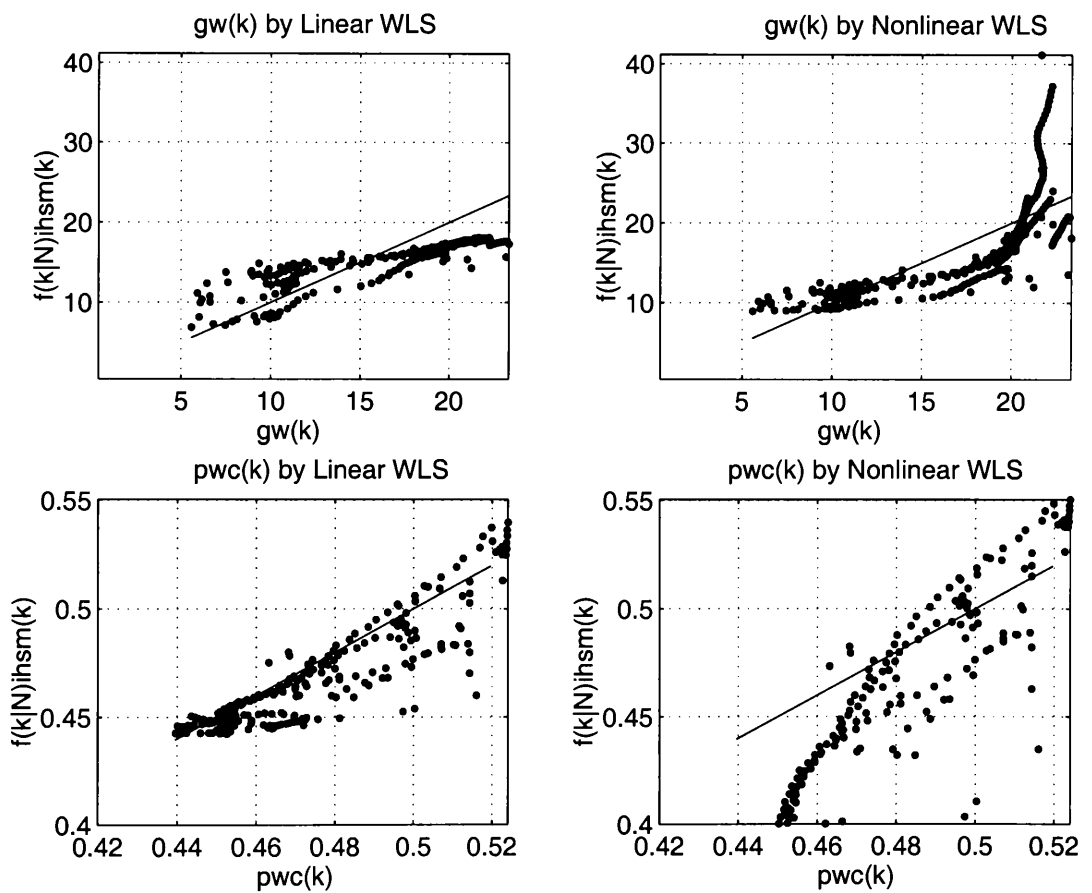 gw(k) by Linear WLS
40
30
20
10
f(k|N)ihsm(k)
5 10 15 20
gw(k)
gw(k) by Nonlinear WLS
40
30
20
10
f(k|N)ihsm(k)
5 10 15 20
gw(k)
pwc(k) by Linear WLS
0.55
0.5
0.45
0.4
f(k|N)ihsm(k)
0.42 0.44 0.46 0.48 0.5 0.52
pwc(k)
pwc(k) by Nonlinear WLS
0.55
0.5
0.45
0.4
f(k|N)ihsm(k)
0.42 0.44 0.46 0.48 0.5 0.52
pwc(k)